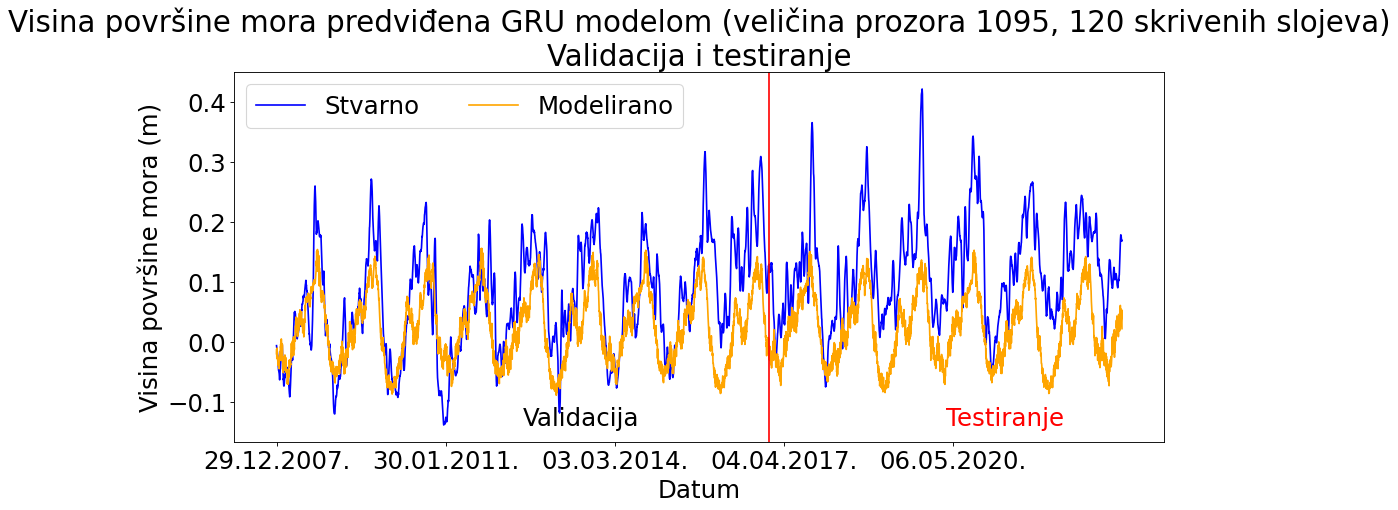 Visina površine mora predviđena GRU modelom (veličina prozora 1095, 120 skrivenih slojeva)
Validacija i testiranje
Stvarno Modelirano
Visina površine mora (m)
0.4
0.3
0.2
0.1
0.0
−0.1
Validacija Testiranje
29.12.2007. 30.01.2011. 03.03.2014. 04.04.2017. 06.05.2020.
Datum